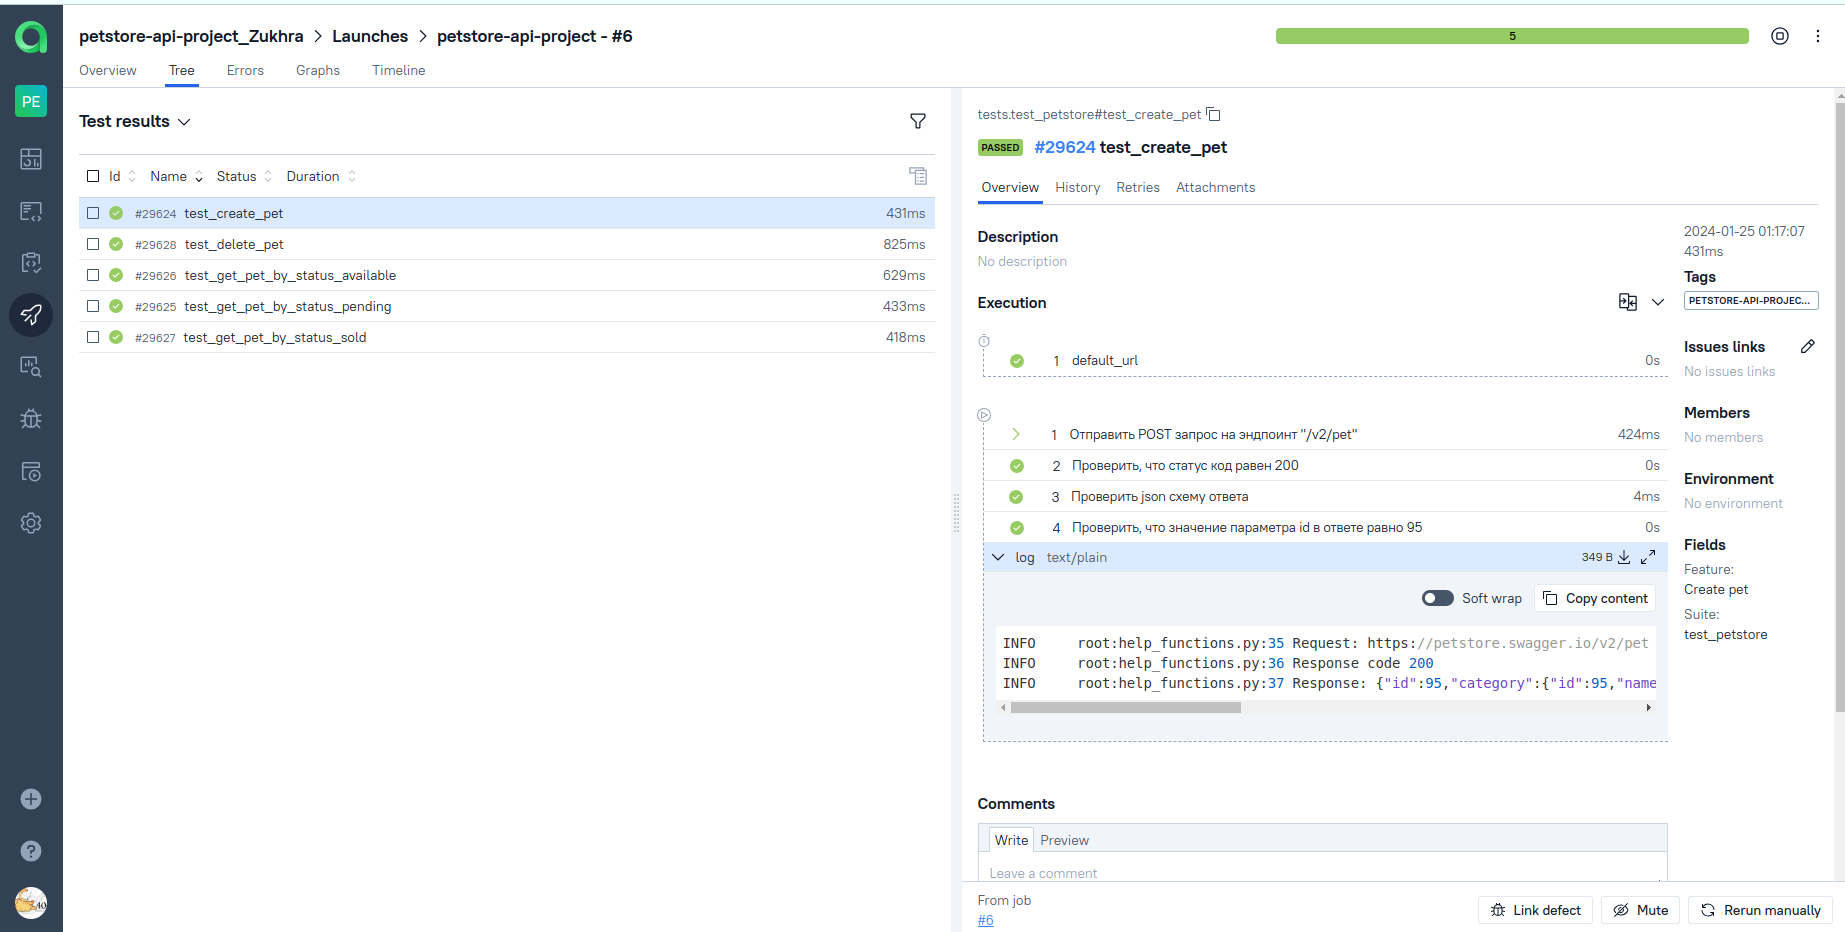 petstore-api-project_Zukhra > Launches > petstore-api-project - #6
5
Overview Tree Errors Graphs Timeline
PE
Test results
Id Name Status Duration
#29624 test_create_pet 431ms
#29628 test_delete_pet 825ms
#29626 test_get_pet_by_status_available 629ms
#29625 test_get_pet_by_status_pending 433ms
#29627 test_get_pet_by_status_sold 418ms
tests.test_petstore#test_create_pet
PASSED #29624 test_create_pet
Overview History Retries Attachments
Description
No description
Execution
1 default_url 0s
1 Отправить POST запрос на эндпоинт "/v2/pet" 424ms
2 Проверить, что статус код равен 200 0s
3 Проверить json схему ответа 4ms
4 Проверить, что значение параметра id в ответе равно 95 0s
log text/plain 349 B
Soft wrap Copy content
INFO root:help_functions.py:35 Request: https://petstore.swagger.io/v2/pet
INFO root:help_functions.py:36 Response code 200
INFO root:help_functions.py:37 Response: {"id":95,"category":{"id":95,"name
Comments
Write Preview
Leave a comment
2024-01-25 01:17:07
431ms
Tags
PETSTORE-API-PROJEC...
Issues links
No issues links
Members
No members
Environment
No environment
Fields
Feature:
Create pet
Suite:
test_petstore
From job
#6
Link defect Mute Rerun manually